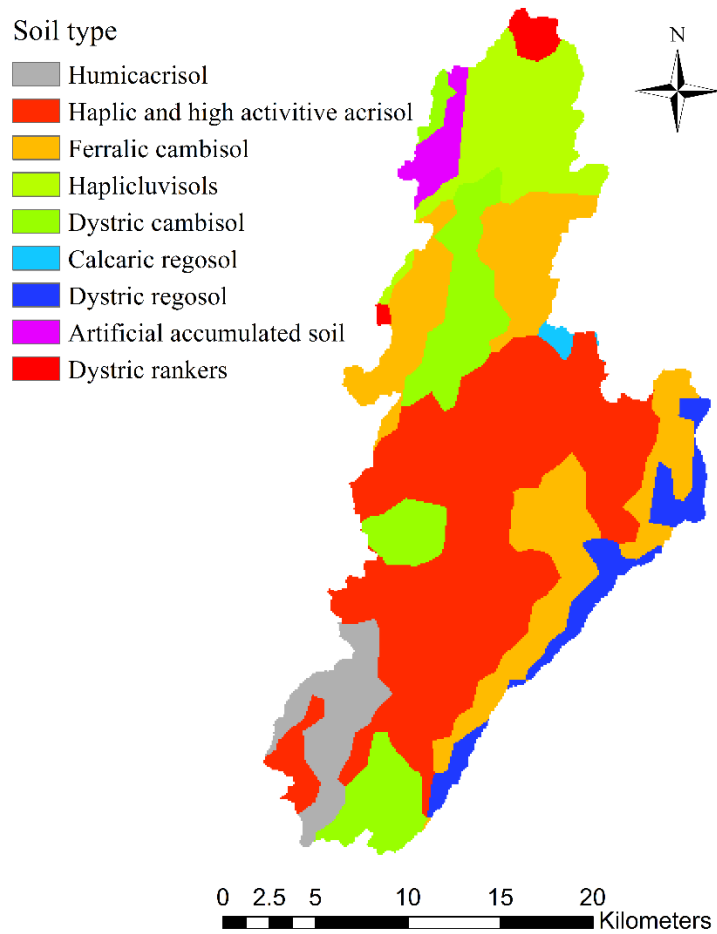 Soil type
N
Humicacrisol
Haplic and high activitive acrisol
Ferralic cambisol
Haplicluvisols
Dystric cambisol
Calcaric regosol
Dystric regosol
Artificial accumulated soil
Dystric rankers
0 2.5 5 10 15 20
Kilometers